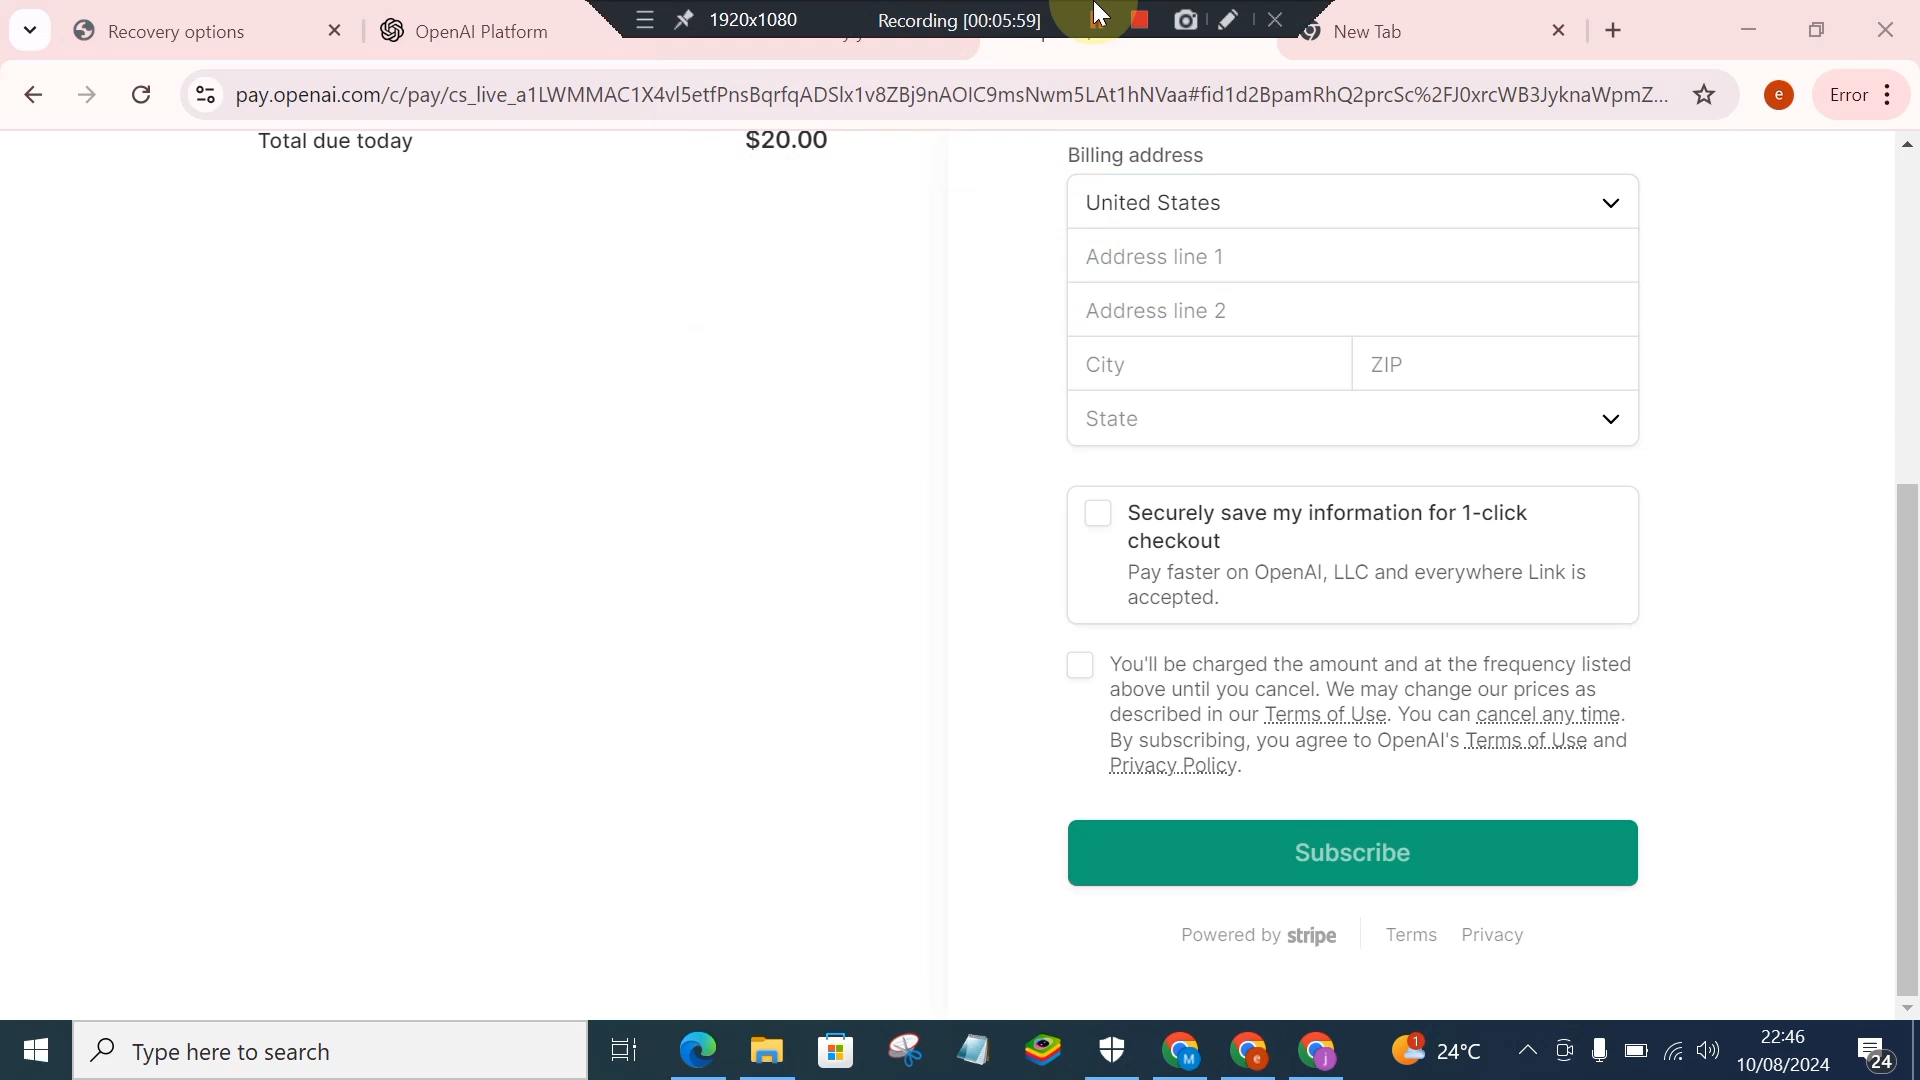 Recovery options
OpenAI Platform
1920x1080
Recording [00:05:59]
New Tab
pay.openai.com/c/pay/cs_live_a1LWMMAC1X4vl5etfPnsBqrfqADSlx1v8ZBj9nAOIC9msNwm5LAt1hNVaa#fid1d2BpamRhQ2prcSc%2FJ0xrcWB3JyknaWpmZ...
e
Error
Total due today
$20.00
Billing address
United States
Address line 1
Address line 2
City
ZIP
State
Securely save my information for 1-click
checkout
Pay faster on OpenAI, LLC and everywhere Link is
accepted.
You'll be charged the amount and at the frequency listed
above until you cancel. We may change our prices as
described in our Terms of Use. You can cancel any time.
By subscribing, you agree to OpenAI's Terms of Use and
Privacy Policy.
Subscribe
Powered by stripe
Terms
Privacy
Type here to search
M
e
j
1
24°C
22:46
10/08/2024
24